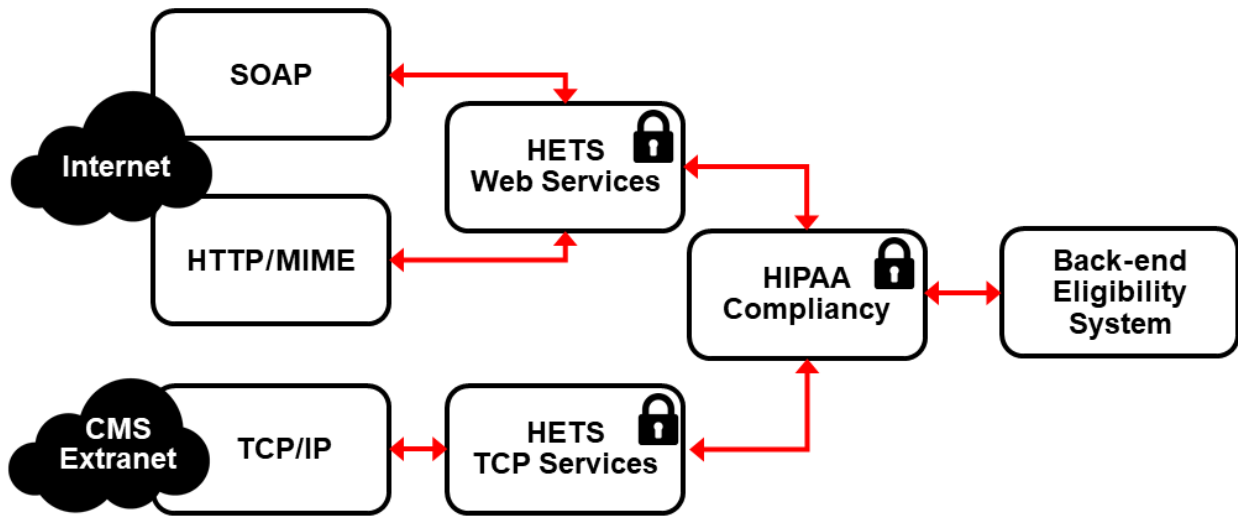 SOAP
Internet
HTTP/MIME
HETS
Web Services
HIPAA
Compliancy
Back-end
Eligibility
System
CMS
Extranet
TCP/IP
HETS
TCP Services